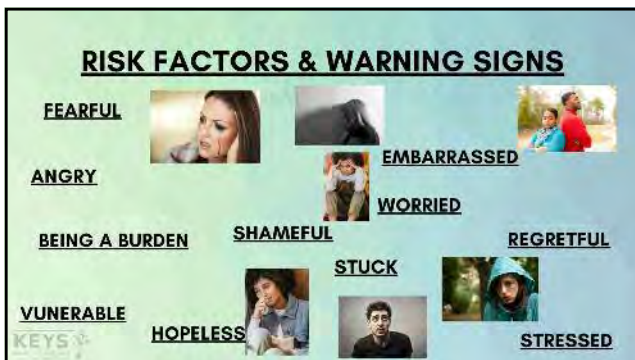 RISK FACTORS & WARNING SIGNS
FEARFUL
EMBARRASSED
ANGRY
WORRIED
BEING A BURDEN
SHAMEFUL
REGRETFUL
STUCK
VUNERABLE
HOPELESS
STRESSED
KEYS